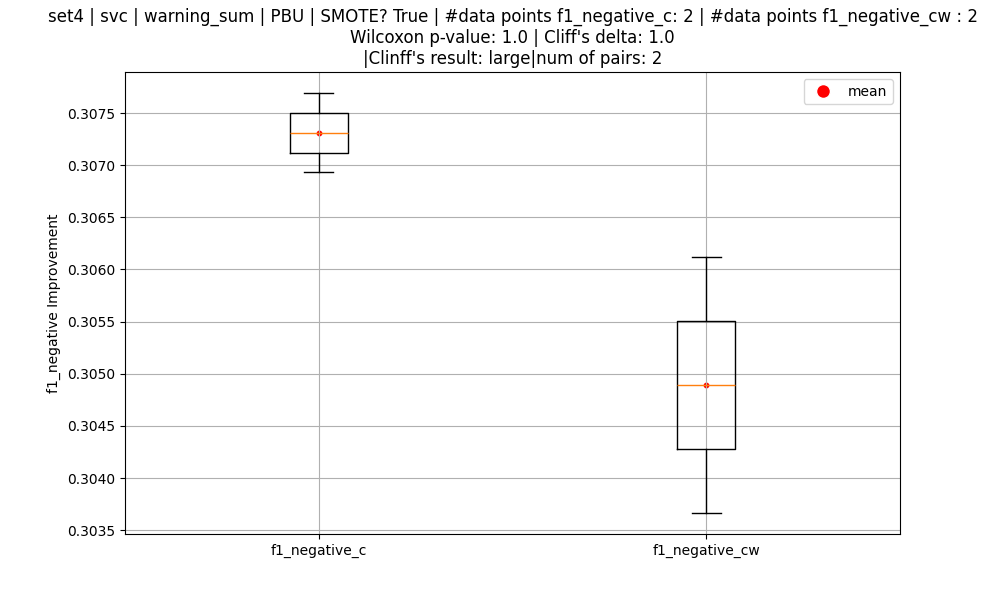 set4 | svc | warning_sum | PBU | SMOTE? True | #data points f1_negative_c: 2 | #data points f1_negative_cw : 2
Wilcoxon p-value: 1.0 | Cliff's delta: 1.0
|Clinff's result: large|num of pairs: 2
mean
0.3075
0.3070
0.3065
0.3060
0.3055
0.3050
0.3045
0.3040
0.3035
f1_negative Improvement
f1_negative_c
f1_negative_cw